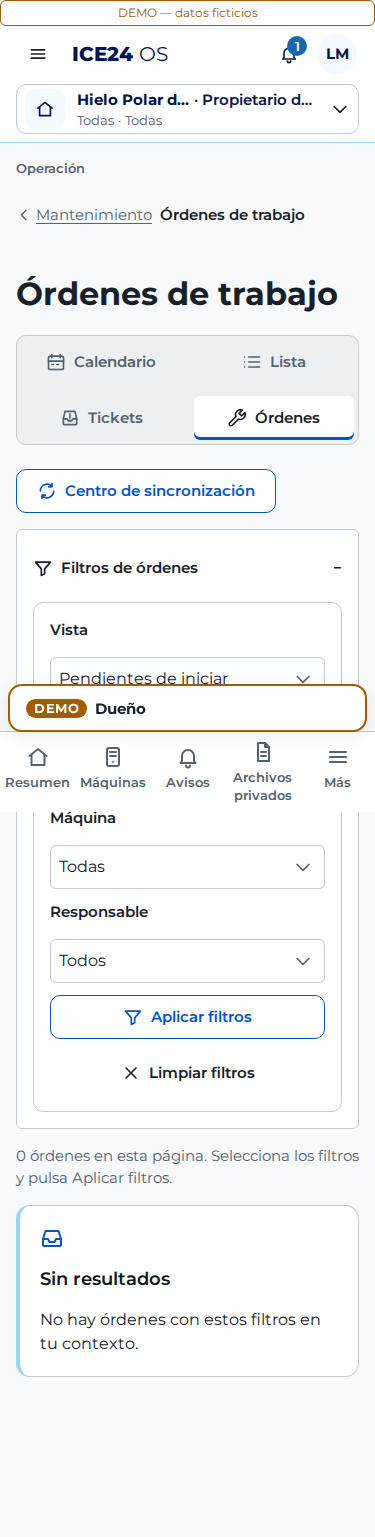 DEMO — datos ficticios
ICE24 OS
1
LM
Hielo Polar d... · Propietario d...
Todas · Todas
Operación
Mantenimiento Órdenes de trabajo
Órdenes de trabajo
Calendario
Lista
Tickets
Órdenes
Centro de sincronización
Filtros de órdenes
−
Vista
Pendientes de iniciar
DEMO Dueño
Resumen
Máquinas
Avisos
Archivos privados
Más
Máquina
Todas
Responsable
Todos
Aplicar filtros
Limpiar filtros
0 órdenes en esta página. Selecciona los filtros
y pulsa Aplicar filtros.
Sin resultados
No hay órdenes con estos filtros en
tu contexto.